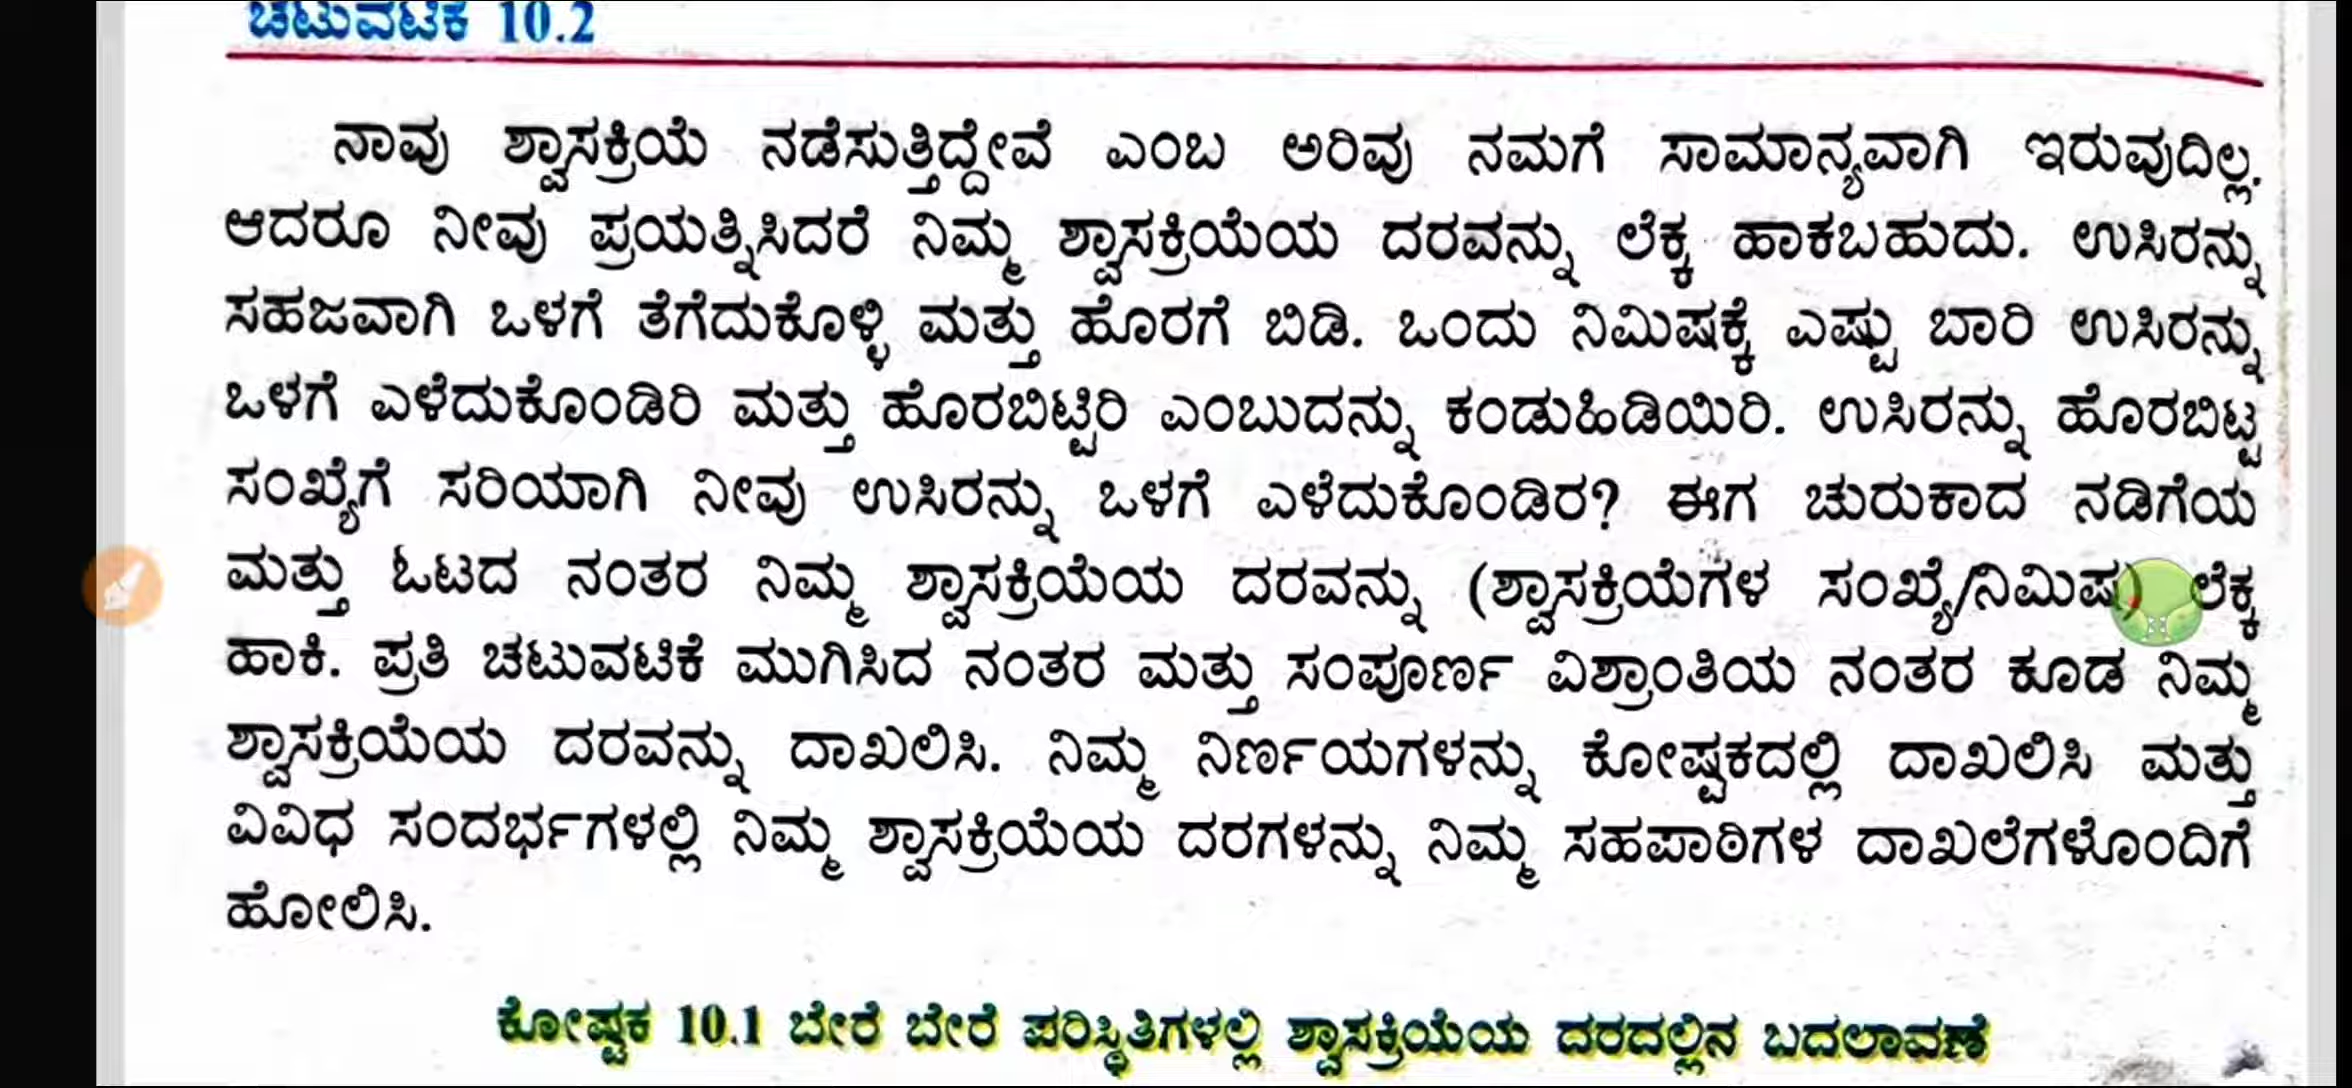 ಚಟುವಟಿಕೆ 10.2
ನಾವು ಶ್ವಾಸಕ್ರಿಯೆ ನಡೆಸುತ್ತಿದ್ದೇವೆ ಎಂಬ ಅರಿವು ನಮಗೆ ಸಾಮಾನ್ಯವಾಗಿ ಇರುವುದಿಲ್ಲ.
ಆದರೂ ನೀವು ಪ್ರಯತ್ನಿಸಿದರೆ ನಿಮ್ಮ ಶ್ವಾಸಕ್ರಿಯೆಯ ದರವನ್ನು ಲೆಕ್ಕ ಹಾಕಬಹುದು. ಉಸಿರನ್ನು
ಸಹಜವಾಗಿ ಒಳಗೆ ತೆಗೆದುಕೊಳ್ಳಿ ಮತ್ತು ಹೊರಗೆ ಬಿಡಿ. ಒಂದು ನಿಮಿಷಕ್ಕೆ ಎಷ್ಟು ಬಾರಿ ಉಸಿರನ್ನು
ಒಳಗೆ ಎಳೆದುಕೊಂಡಿರಿ ಮತ್ತು ಹೊರಬಿಟ್ಟಿರಿ ಎಂಬುದನ್ನು ಕಂಡುಹಿಡಿಯಿರಿ. ಉಸಿರನ್ನು ಹೊರಬಿಟ್ಟ
ಸಂಖ್ಯೆಗೆ ಸರಿಯಾಗಿ ನೀವು ಉಸಿರನ್ನು ಒಳಗೆ ಎಳೆದುಕೊಂಡಿರ? ಈಗ ಚುರುಕಾದ ನಡಿಗೆಯ
ಮತ್ತು ಓಟದ ನಂತರ ನಿಮ್ಮ ಶ್ವಾಸಕ್ರಿಯೆಯ ದರವನ್ನು (ಶ್ವಾಸಕ್ರಿಯೆಗಳ ಸಂಖ್ಯೆ/ನಿಮಿಷ) ಲೆಕ್ಕ
ಹಾಕಿ. ಪ್ರತಿ ಚಟುವಟಿಕೆ ಮುಗಿಸಿದ ನಂತರ ಮತ್ತು ಸಂಪೂರ್ಣ ವಿಶ್ರಾಂತಿಯ ನಂತರ ಕೂಡ ನಿಮ್ಮ
ಶ್ವಾಸಕ್ರಿಯೆಯ ದರವನ್ನು ದಾಖಲಿಸಿ. ನಿಮ್ಮ ನಿರ್ಣಯಗಳನ್ನು ಕೋಷ್ಟಕದಲ್ಲಿ ದಾಖಲಿಸಿ ಮತ್ತು
ವಿವಿಧ ಸಂದರ್ಭಗಳಲ್ಲಿ ನಿಮ್ಮ ಶ್ವಾಸಕ್ರಿಯೆಯ ದರಗಳನ್ನು ನಿಮ್ಮ ಸಹಪಾಠಿಗಳ ದಾಖಲೆಗಳೊಂದಿಗೆ
ಹೋಲಿಸಿ.
ಕೋಷ್ಟಕ 10.1 ಬೇರೆ ಬೇರೆ ಪರಿಸ್ಥಿತಿಗಳಲ್ಲಿ ಶ್ವಾಸಕ್ರಿಯೆಯ ದರದಲ್ಲಿನ ಬದಲಾವಣೆ